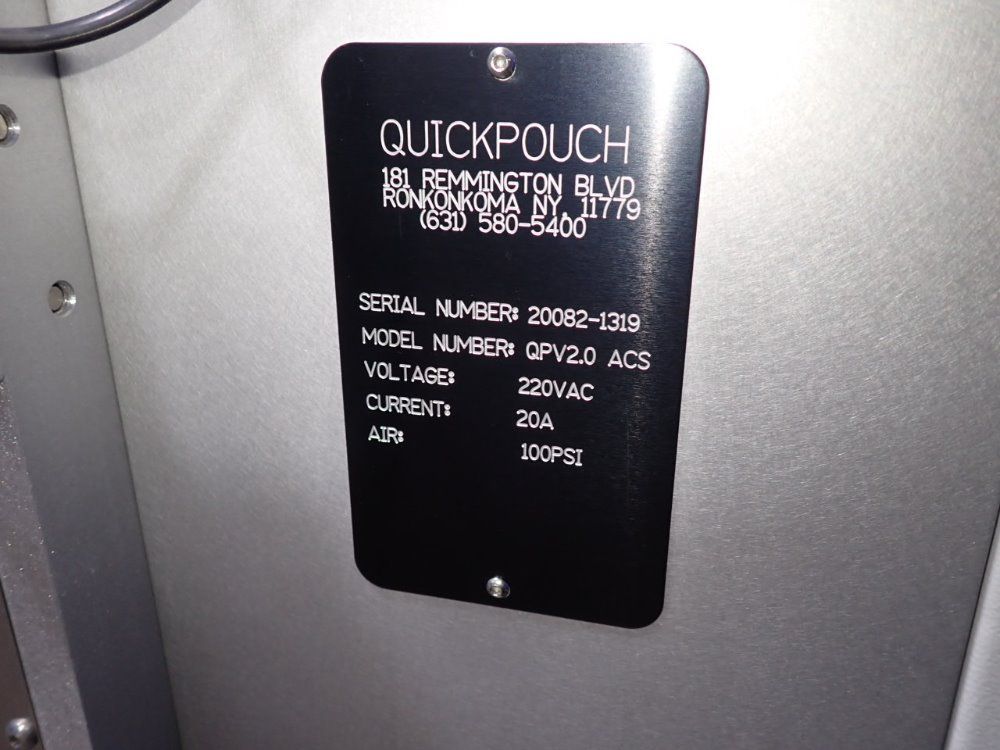 QUICKPOUCH
181 REMMINGTON BLVD
RONKONKOMA NY, 11779
(631) 580-5400
SERIAL NUMBER: 20082-1319
MODEL NUMBER: QPV2.0 ACS
VOLTAGE: 220VAC
CURRENT: 20A
AIR: 100PSI